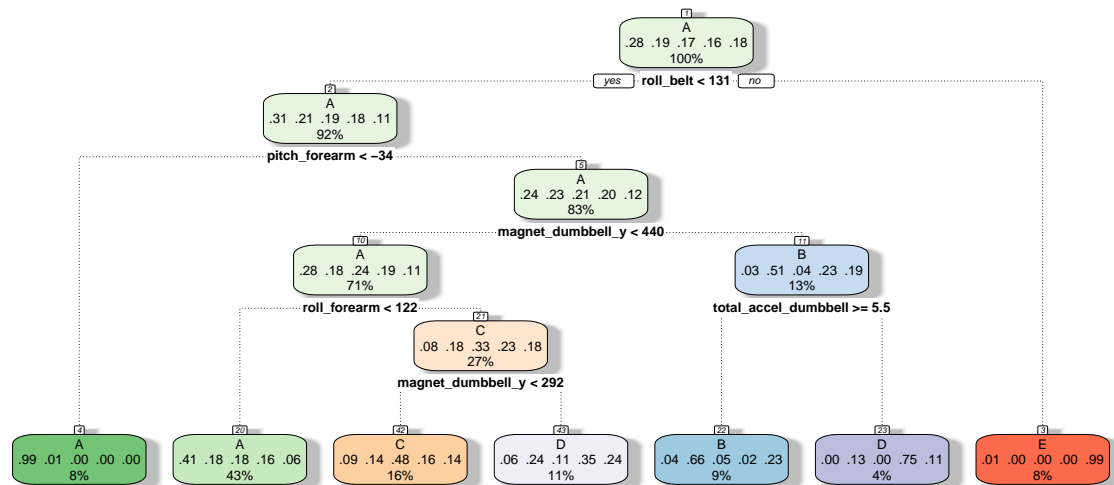 1
A
.28 .19 .17 .16 .18
100%
yes roll_belt < 131 no
2
A
.31 .21 .19 .18 .11
92%
pitch_forearm < −34
5
A
.24 .23 .21 .20 .12
83%
magnet_dumbbell_y < 440
10
A
.28 .18 .24 .19 .11
71%
roll_forearm < 122
11
B
.03 .51 .04 .23 .19
13%
total_accel_dumbbell >= 5.5
21
C
.08 .18 .33 .23 .18
27%
magnet_dumbbell_y < 292
4
A
.99 .01 .00 .00 .00
8%
20
A
.41 .18 .18 .16 .06
43%
42
C
.09 .14 .48 .16 .14
16%
43
D
.06 .24 .11 .35 .24
11%
22
B
.04 .66 .05 .02 .23
9%
23
D
.00 .13 .00 .75 .11
4%
3
E
.01 .00 .00 .00 .99
8%